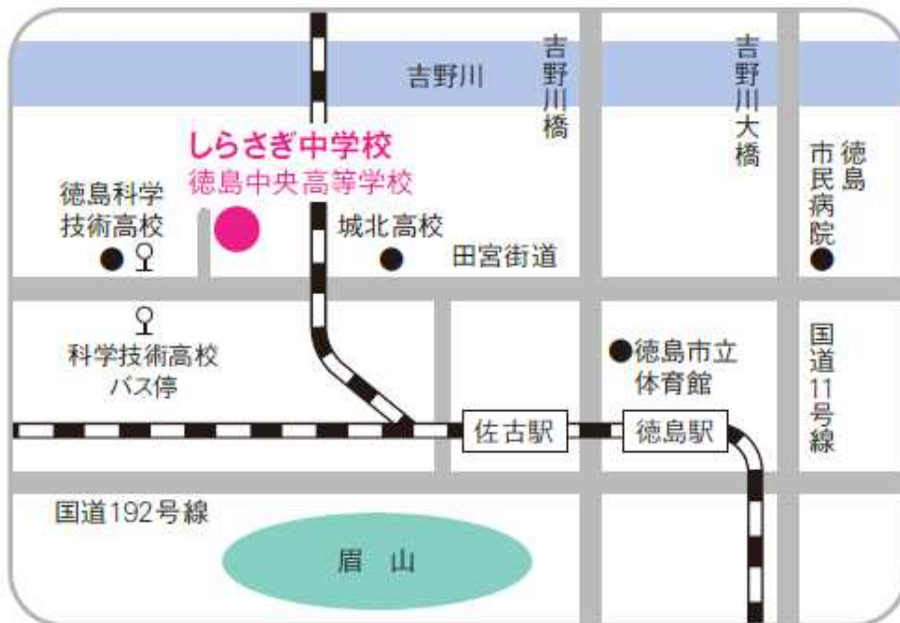 吉野川
吉野川橋
吉野川大橋
しらさぎ中学校
徳島中央高等学校
徳島科学
技術高校
城北高校
田宮街道
徳島
市民病院
科学技術高校
バス停
徳島市立
体育館
国道11号線
佐古駅
徳島駅
国道192号線
眉 山